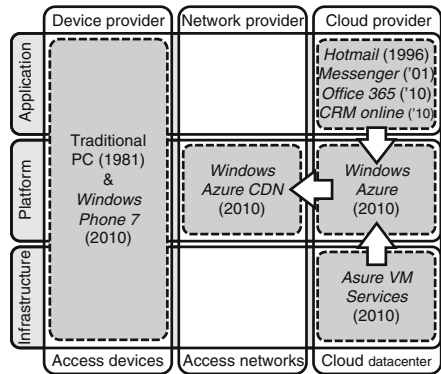 Device provider
Network provider
Cloud provider
Application
Hotmail (1996)
Messenger ('01)
Office 365 ('10)
CRM online ('10)
Platform
Traditional
PC (1981)
&
Windows
Phone 7
(2010)
Windows
Azure CDN
(2010)
Windows
Azure
(2010)
Infrastructure
Asure VM
Services
(2010)
Access devices
Access networks
Cloud datacenter